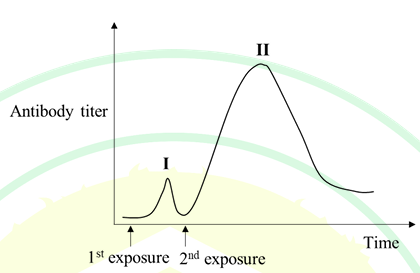 II
Antibody titer
I
Time
1st exposure
2nd exposure